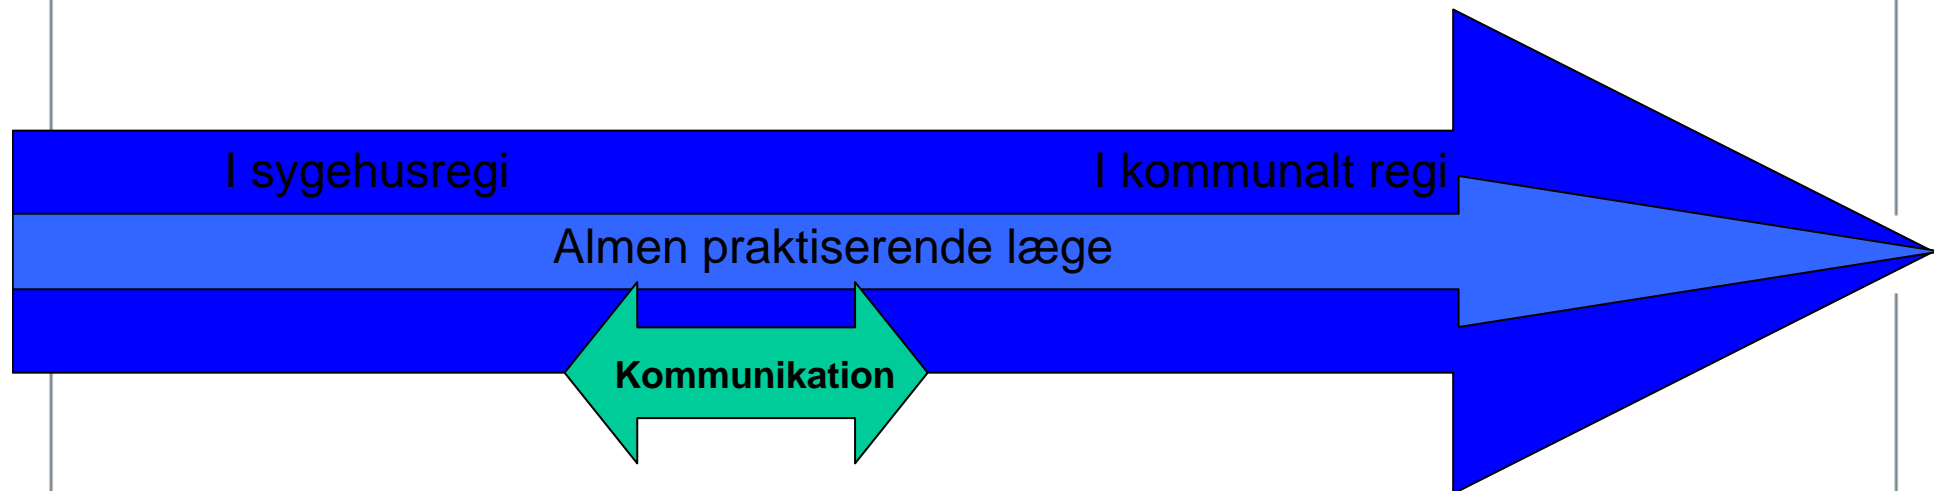 I sygehusregi
I kommunalt regi
Almen praktiserende læge
Kommunikation